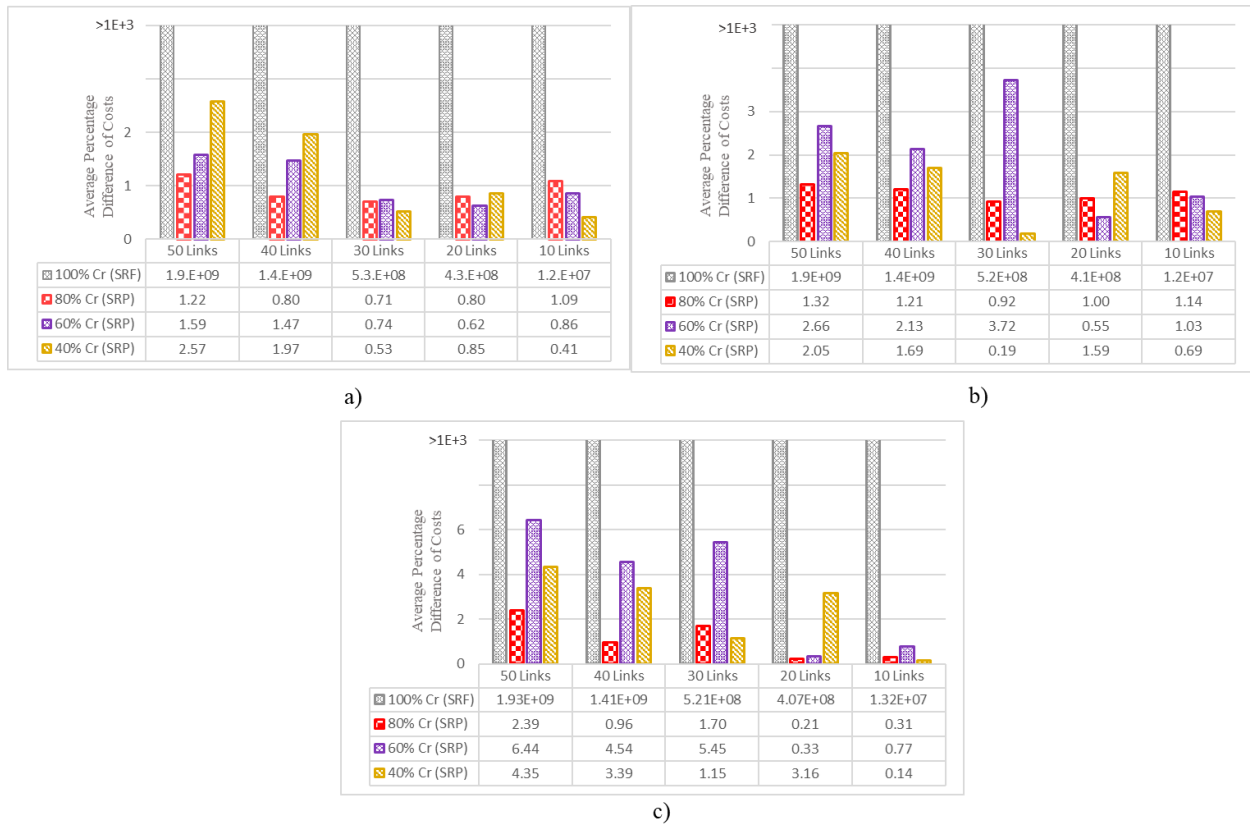 >1E+3
2
1
0
Average Percentage
Difference of Costs
50 Links 40 Links 30 Links 20 Links 10 Links
100% Cr (SRF) 1.9E+09 1.4E+09 5.3E+08 4.3E+08 1.2E+07
80% Cr (SRP) 1.22 0.80 0.71 0.80 1.09
60% Cr (SRP) 1.59 1.47 0.74 0.62 0.86
40% Cr (SRP) 2.57 1.97 0.53 0.85 0.41
a)
>1E+3
3
2
1
0
Average Percentage
Difference of Costs
50 Links 40 Links 30 Links 20 Links 10 Links
100% Cr (SRF) 1.9E+09 1.4E+09 5.2E+08 4.1E+08 1.2E+07
80% Cr (SRP) 1.32 1.21 0.92 1.00 1.14
60% Cr (SRP) 2.66 2.13 3.72 0.55 1.03
40% Cr (SRP) 2.05 1.69 0.19 1.59 0.69
b)
>1E+3
6
4
2
0
Average Percentage
Difference of Costs
50 Links 40 Links 30 Links 20 Links 10 Links
100% Cr (SRF) 1.93E+09 1.41E+09 5.21E+08 4.07E+08 1.32E+07
80% Cr (SRP) 2.39 0.96 1.70 0.21 0.31
60% Cr (SRP) 6.44 4.54 5.45 0.33 0.77
40% Cr (SRP) 4.35 3.39 1.15 3.16 0.14
c)